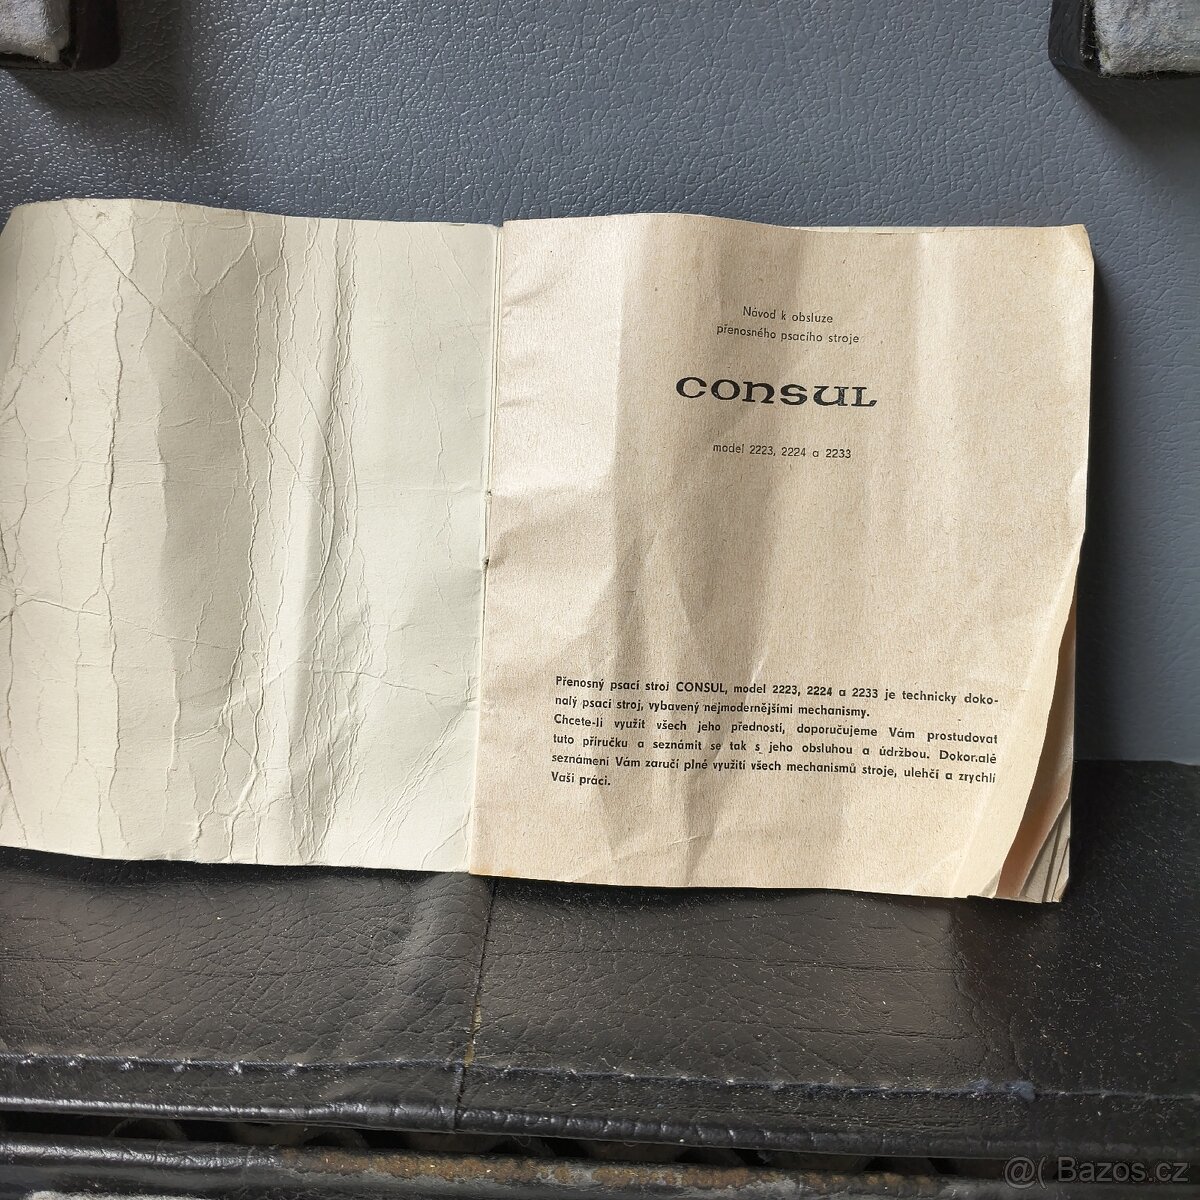 Návod k obsluze
přenosného psacího stroje
CONSUL
model 2223, 2224 a 2233
Přenosný psací stroj CONSUL, model 2223, 2224 a 2233 je technicky doko-
nalý psací stroj, vybavený nejmodernějšími mechanismy.
Chcete-li využít všech jeho předností, doporučujeme Vám prostudovat
tuto příručku a seznámit se tak s jeho obsluhou a údržbou. Dokonalé
seznámení Vám zaručí plné využití všech mechanismů stroje, ulehčí a zrychlí
Vaši práci.
@( Bazos.cz